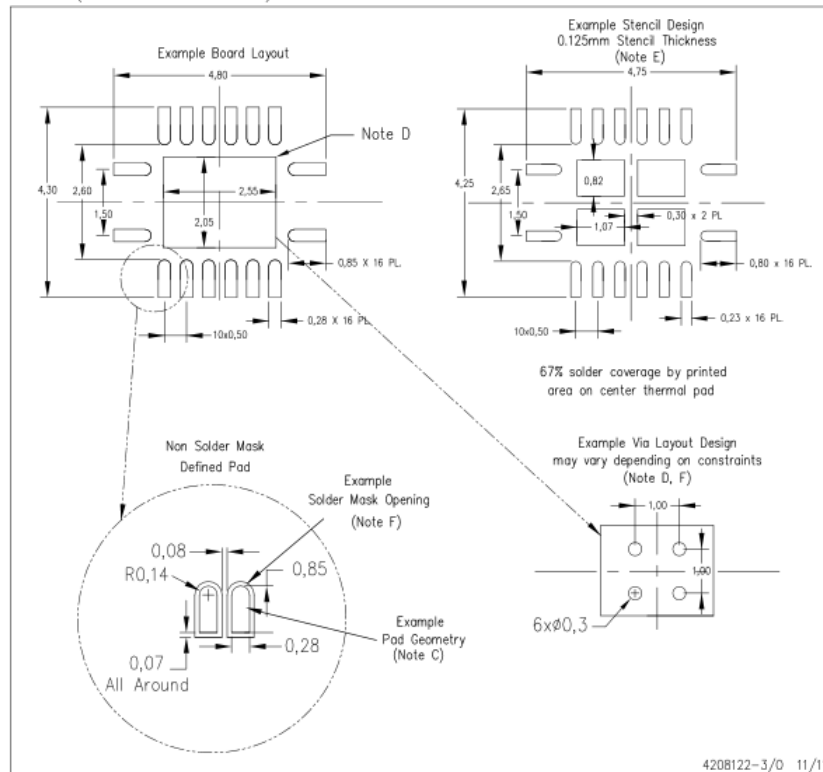 Example Board Layout
4,80
Note D
4,30
2,60
1,50
2,55
2,05
0,85 X 16 PL.
0,28 X 16 PL
10x0,50
Example Stencil Design
0.125mm Stencil Thickness
(Note E)
4,75
4,25
2,65
1,50
0,82
1,07
0,30 x 2 PL
0,80 x 16 PL.
0,23 x 16 PL.
10x0,50
67% solder coverage by printed
area on center thermal pad
Non Solder Mask
Defined Pad
Example
Solder Mask Opening
(Note F)
0,08
R0,14
0,85
Example
Pad Geometry
(Note C)
0,28
0,07
All Around
Example Via Layout Design
may vary depending on constraints
(Note D, F)
1,00
1,00
6xø0,3
4208122-3/O 11/1